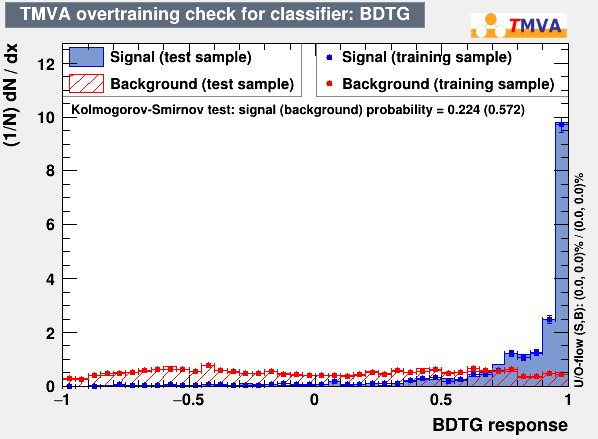 TMVA overtraining check for classifier: BDTG
TMVA
(1/N) dN / dx
12
10
8
6
4
2
0
Signal (test sample)
Background (test sample)
Signal (training sample)
Background (training sample)
Kolmogorov-Smirnov test: signal (background) probability = 0.224 (0.572)
−1
−0.5
0
0.5
1
BDTG response
U/O-flow (S,B): (0.0, 0.0)% / (0.0, 0.0)%